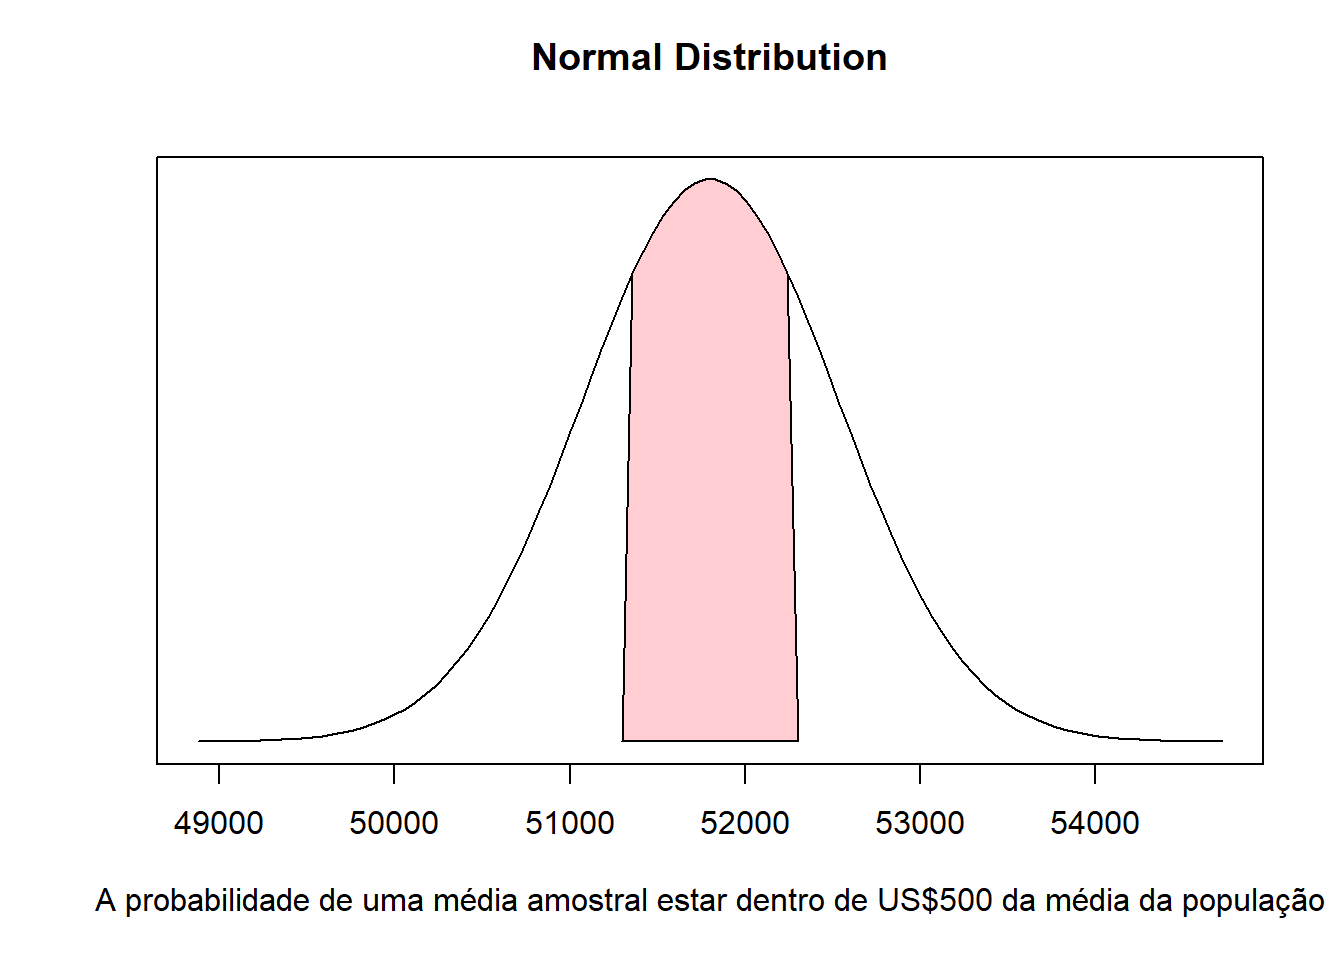 Normal Distribution
49000 50000 51000 52000 53000 54000
A probabilidade de uma média amostral estar dentro de US$500 da média da população